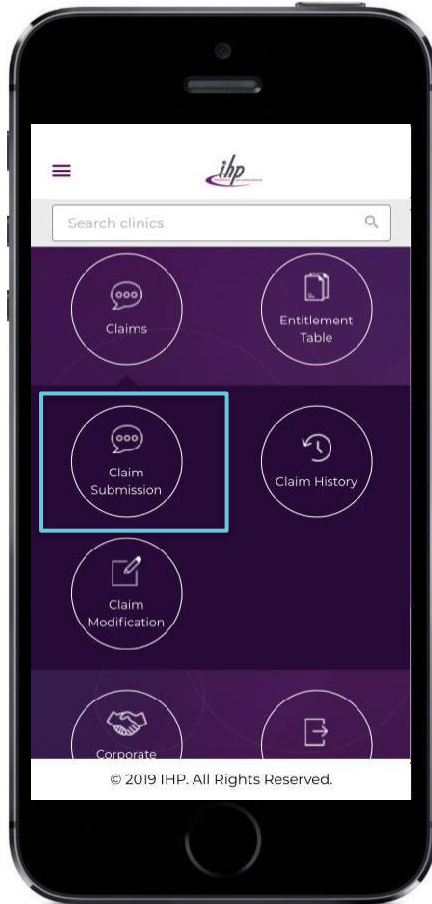 ihp
Search clinics
Claims
Entitlement
Table
Claim
Submission
Claim History
Claim
Modification
Corporate
© 2019 IHP. All Rights Reserved.